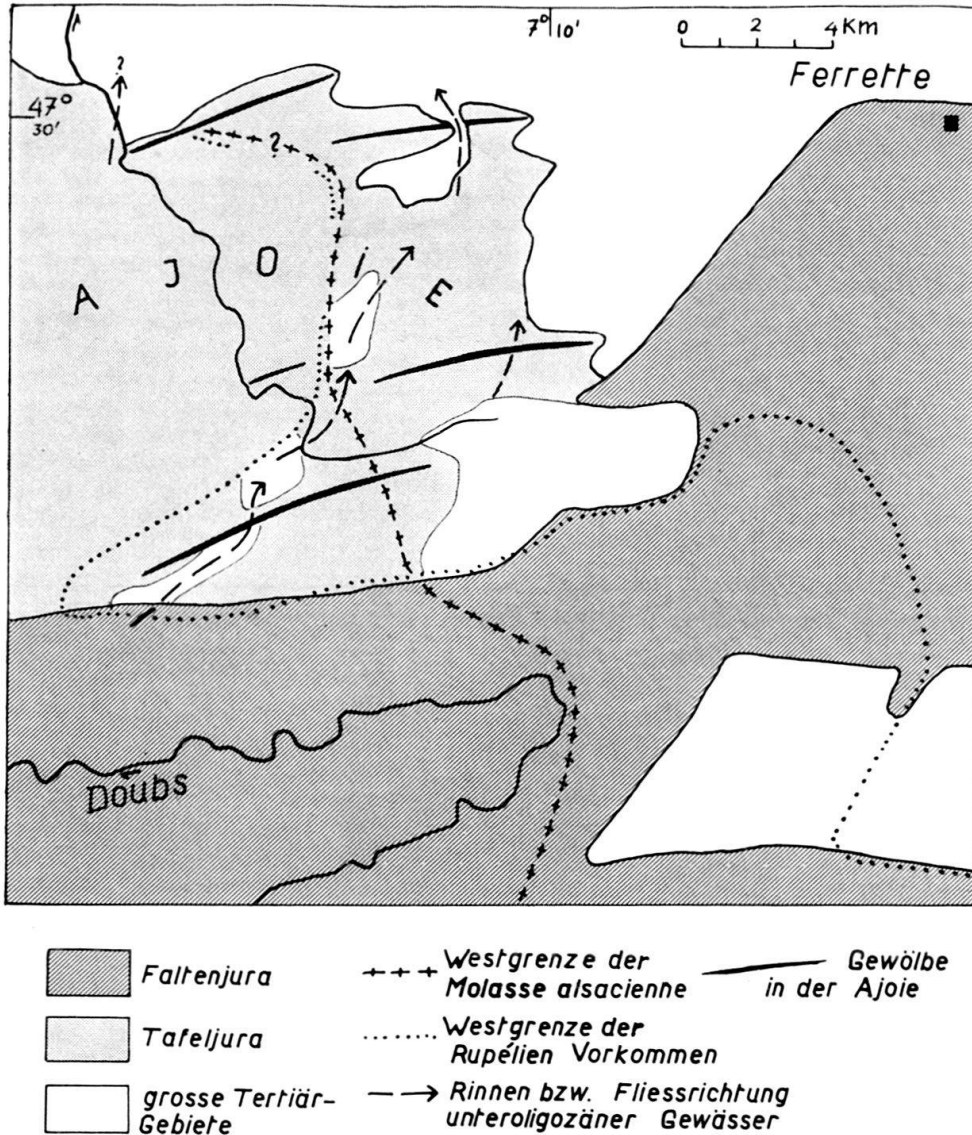 7° 10'
0 2 4 Km
Ferrette
47°
30'
?
?
A J O E
Doubs
Faltenjura
Tafeljura
grosse Tertiär-
Gebiete
Westgrenze der
Molasse alsacienne
Westgrenze der
Rupélien Vorkommen
Rinnen bzw. Fliessrichtung
unteroligozäner Gewässer
Gewölbe
in der Ajoie